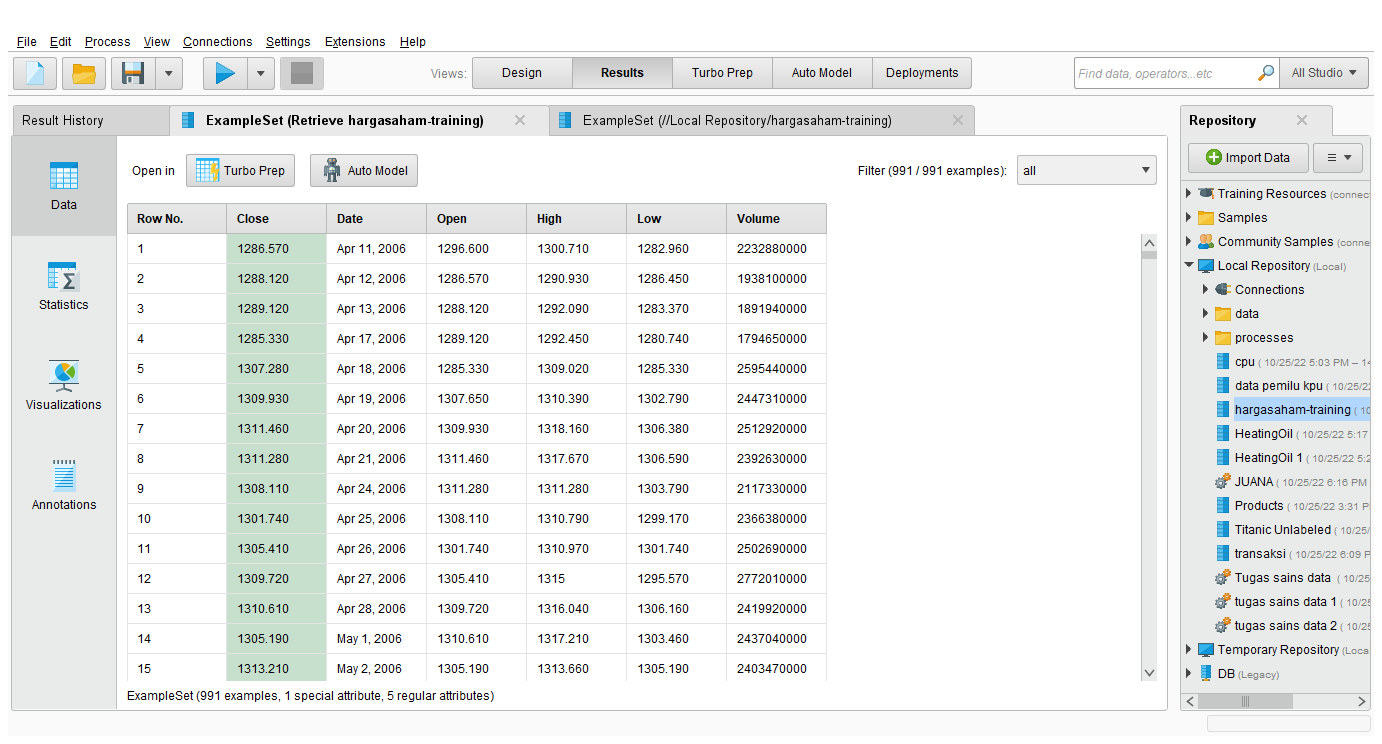 File Edit Process View Connections Settings Extensions Help
Views: Design Results Turbo Prep Auto Model Deployments Find data, operators...etc All Studio
Result History ExampleSet (Retrieve hargasaham-training) ExampleSet (//Local Repository/hargasaham-training)
Data
Statistics
Visualizations
Annotations
Open in Turbo Prep Auto Model Filter (991 / 991 examples): all
Row No. Close Date Open High Low Volume
1 1286.570 Apr 11, 2006 1296.600 1300.710 1282.960 2232880000
2 1288.120 Apr 12, 2006 1286.570 1290.930 1286.450 1938100000
3 1289.120 Apr 13, 2006 1288.120 1292.090 1283.370 1891940000
4 1285.330 Apr 17, 2006 1289.120 1292.450 1280.740 1794650000
5 1307.280 Apr 18, 2006 1285.330 1309.020 1285.330 2595440000
6 1309.930 Apr 19, 2006 1307.650 1310.390 1302.790 2447310000
7 1311.460 Apr 20, 2006 1309.930 1318.160 1306.380 2512920000
8 1311.280 Apr 21, 2006 1311.460 1317.670 1306.590 2392630000
9 1308.110 Apr 24, 2006 1311.280 1311.280 1303.790 2117330000
10 1301.740 Apr 25, 2006 1308.110 1310.790 1299.170 2366380000
11 1305.410 Apr 26, 2006 1301.740 1310.970 1301.740 2502690000
12 1309.720 Apr 27, 2006 1305.410 1315 1295.570 2772010000
13 1310.610 Apr 28, 2006 1309.720 1316.040 1306.160 2419920000
14 1305.190 May 1, 2006 1310.610 1317.210 1303.460 2437040000
15 1313.210 May 2, 2006 1305.190 1313.660 1305.190 2403470000
ExampleSet (991 examples, 1 special attribute, 5 regular attributes)
Repository
Import Data
Training Resources (connec
Samples
Community Samples (conne
Local Repository (Local)
Connections
data
processes
cpu ( 10/25/22 5:03 PM – 14
data pemilu kpu ( 10/25/22
hargasaham-training ( 10
HeatingOil ( 10/25/22 5:17
HeatingOil 1 ( 10/25/22 5:2
JUANA ( 10/25/22 6:16 PM
Products ( 10/25/22 3:31 P
Titanic Unlabeled ( 10/25/
transaksi ( 10/25/22 6:09 P
Tugas sains data ( 10/25
tugas sains data 1 ( 10/25
tugas sains data 2 ( 10/25
Temporary Repository (Loca
DB (Legacy)